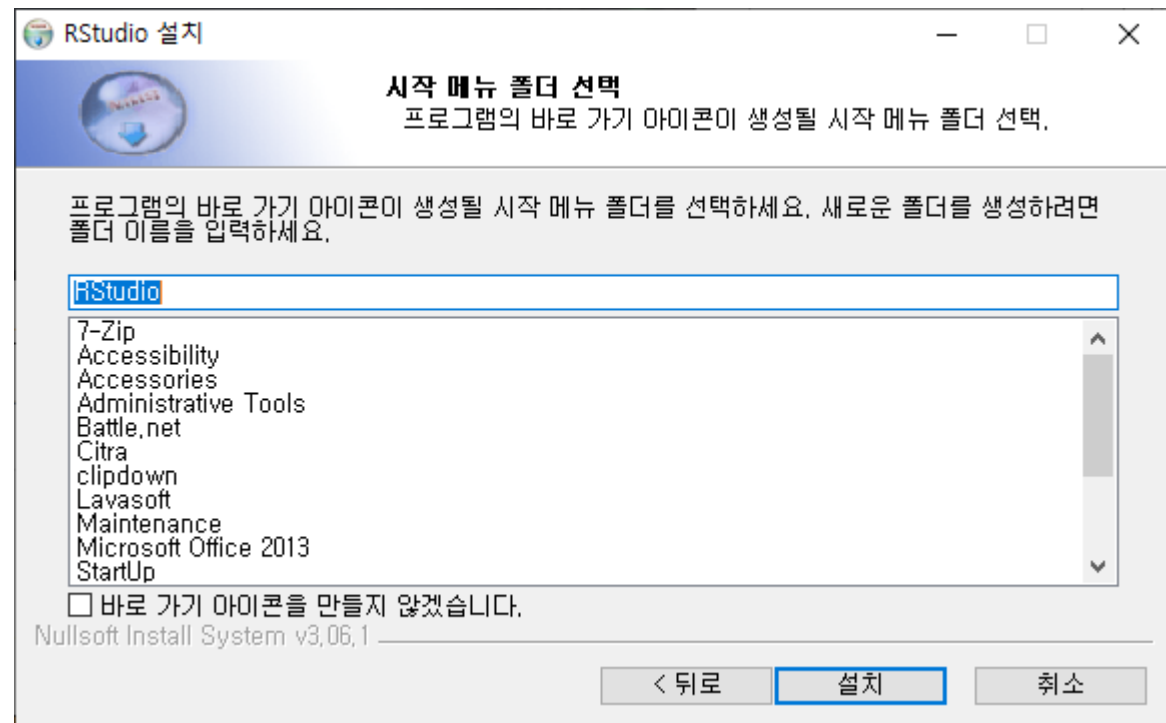 RStudio 설치
시작 메뉴 폴더 선택
프로그램의 바로 가기 아이콘이 생성될 시작 메뉴 폴더 선택.
프로그램의 바로 가기 아이콘이 생성될 시작 메뉴 폴더를 선택하세요. 새로운 폴더를 생성하려면
폴더 이름을 입력하세요.
RStudio
7-Zip
Accessibility
Accessories
Administrative Tools
Battle.net
Citra
clipdown
Lavasoft
Maintenance
Microsoft Office 2013
StartUp
바로 가기 아이콘을 만들지 않겠습니다.
Nullsoft Install System v3.06.1
< 뒤로
설치
취소